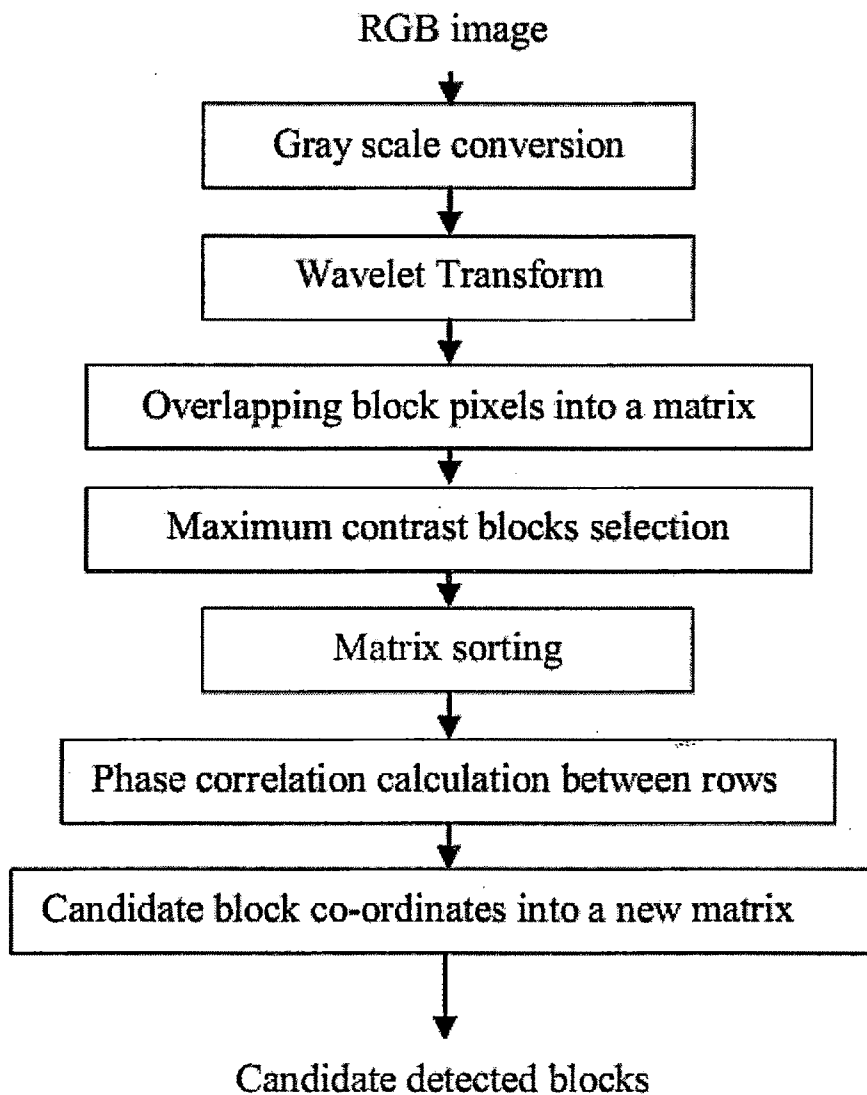 RGB image
Gray scale conversion
Wavelet Transform
Overlapping block pixels into a matrix
Maximum contrast blocks selection
Matrix sorting
Phase correlation calculation between rows
Candidate block co-ordinates into a new matrix
Candidate detected blocks